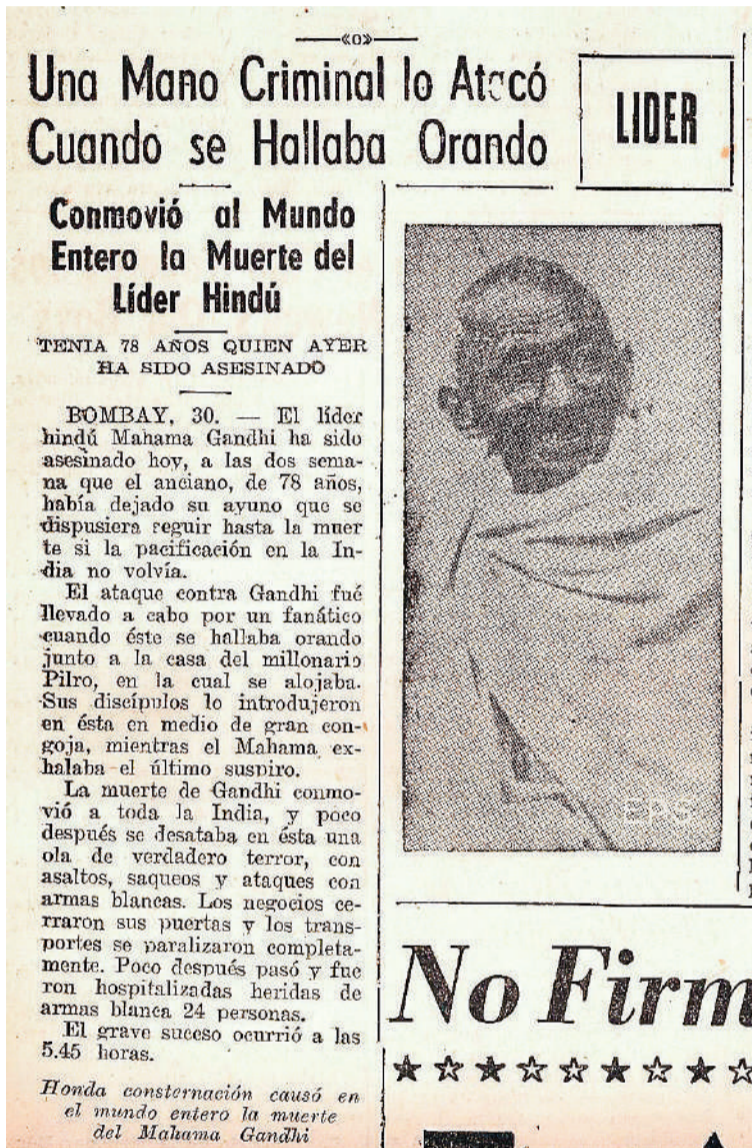 «O»
Una Mano Criminal lo Atacó
Cuando se Hallaba Orando
LIDER
Conmovió al Mundo
Entero la Muerte del
Líder Hindú
TENIA 78 AÑOS QUIEN AYER
HA SIDO ASESINADO
BOMBAY, 30. — El líder
hindú Mahama Gandhi ha sido
asesinado hoy, a las dos sema-
na que el anciano, de 78 años,
había dejado su ayuno que se
dispusiera seguir hasta la muer
te si la pacificación en la In-
dia no volvía.
El ataque contra Gandhi fué
llevado a cabo por un fanático
cuando éste se hallaba orando
junto a la casa del millonario
Pilro, en la cual se alojaba.
Sus discípulos lo introdujeron
en ésta en medio de gran con-
goja, mientras el Mahama ex-
halaba el último suspiro.
La muerte de Gandhi conmo-
vió a toda la India, y poco
después se desataba en ésta una
ola de verdadero terror, con
asaltos, saqueos y ataques con
armas blancas. Los negocios ce-
rraron sus puertas y los trans-
portes se paralizaron completa-
mente. Poco después pasó y fue
ron hospitalizadas heridas de
armas blanca 24 personas.
El grave suceso ocurrió a las
5.45 horas.
Honda consternación causó en
el mundo entero la muerte
del Mahama Gandhi
EPS
No Firm